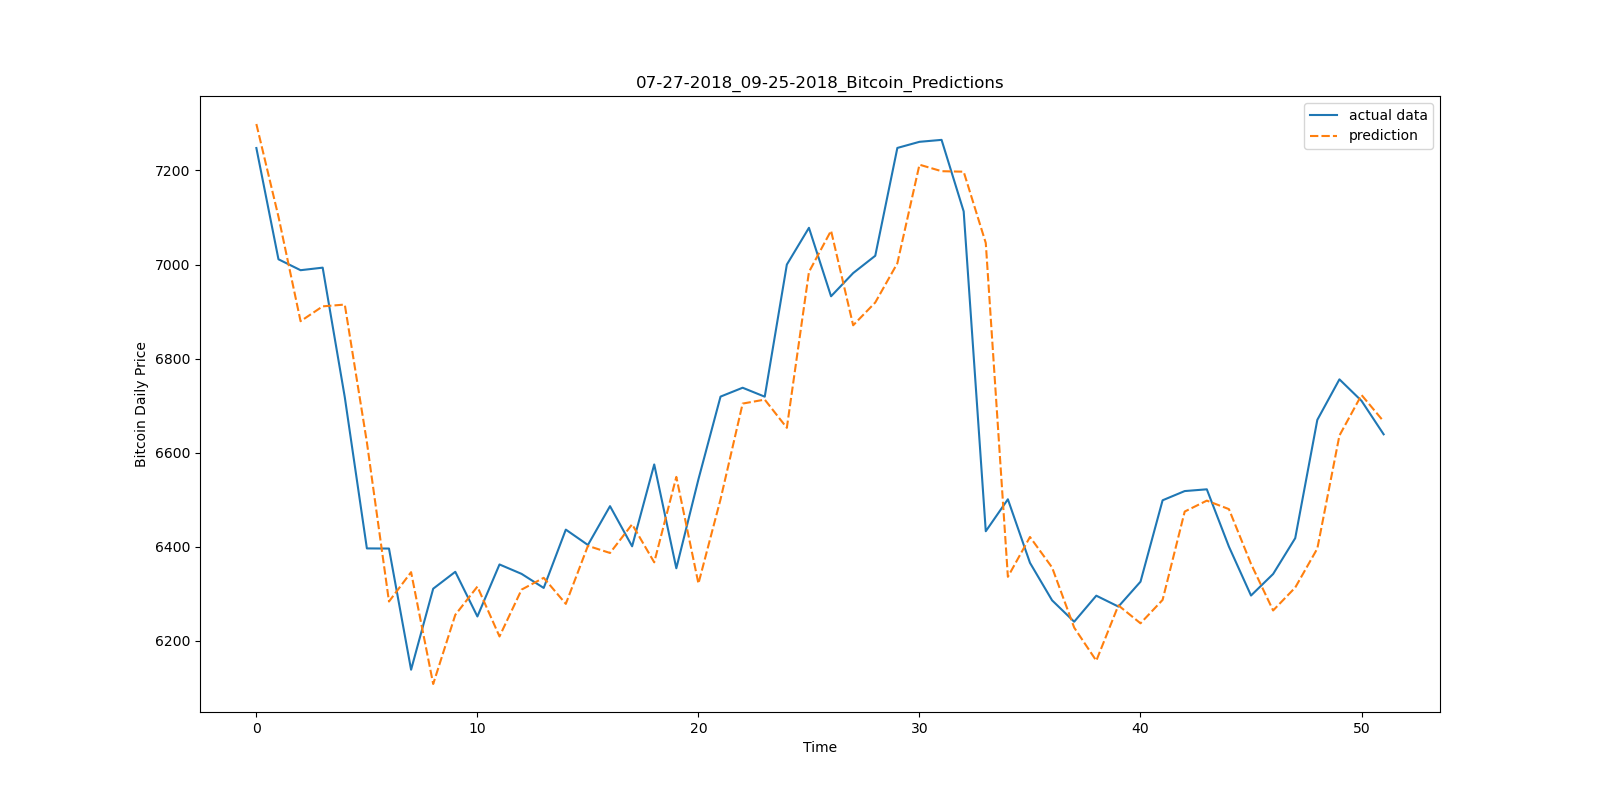 07-27-2018_09-25-2018_Bitcoin_Predictions
actual data
prediction
Bitcoin Daily Price
7200
7000
6800
6600
6400
6200
0 10 20 30 40 50
Time